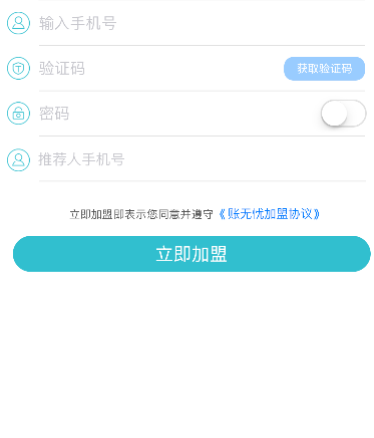 输入手机号
验证码 获取验证码
密码
推荐人手机号
立即加盟即表示您同意并遵守《账无忧加盟协议》
立即加盟